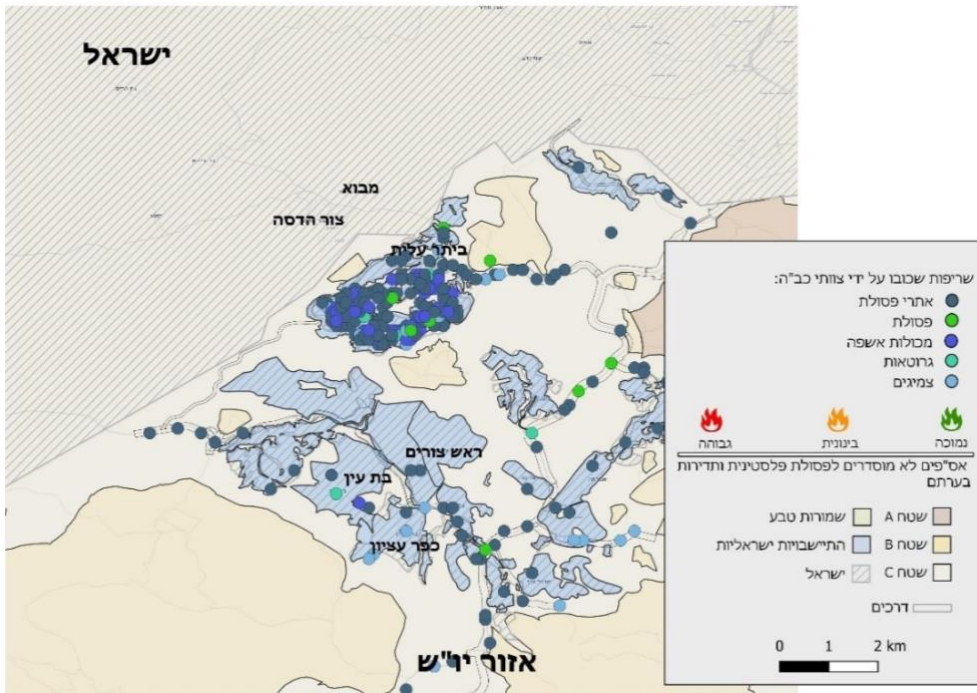 ישראל
מבוא
צור הדסה
ביתר עלית
ראש צורים
בת עין
כפר עציון
אזור יו"ש
שריפות שכובו על ידי צוותי כב"ה:
אתרי פסולת
פסולת
מכולות אשפה
גרוטאות
צמיגים
נמוכה בינונית גבוהה
אס"פים לא מוסדרים לפסולת פלסטינית ותדירות
בערתם
שטח A שמורות טבע
שטח B התיישבויות ישראליות
שטח C ישראל
דרכים
0 1 2 km